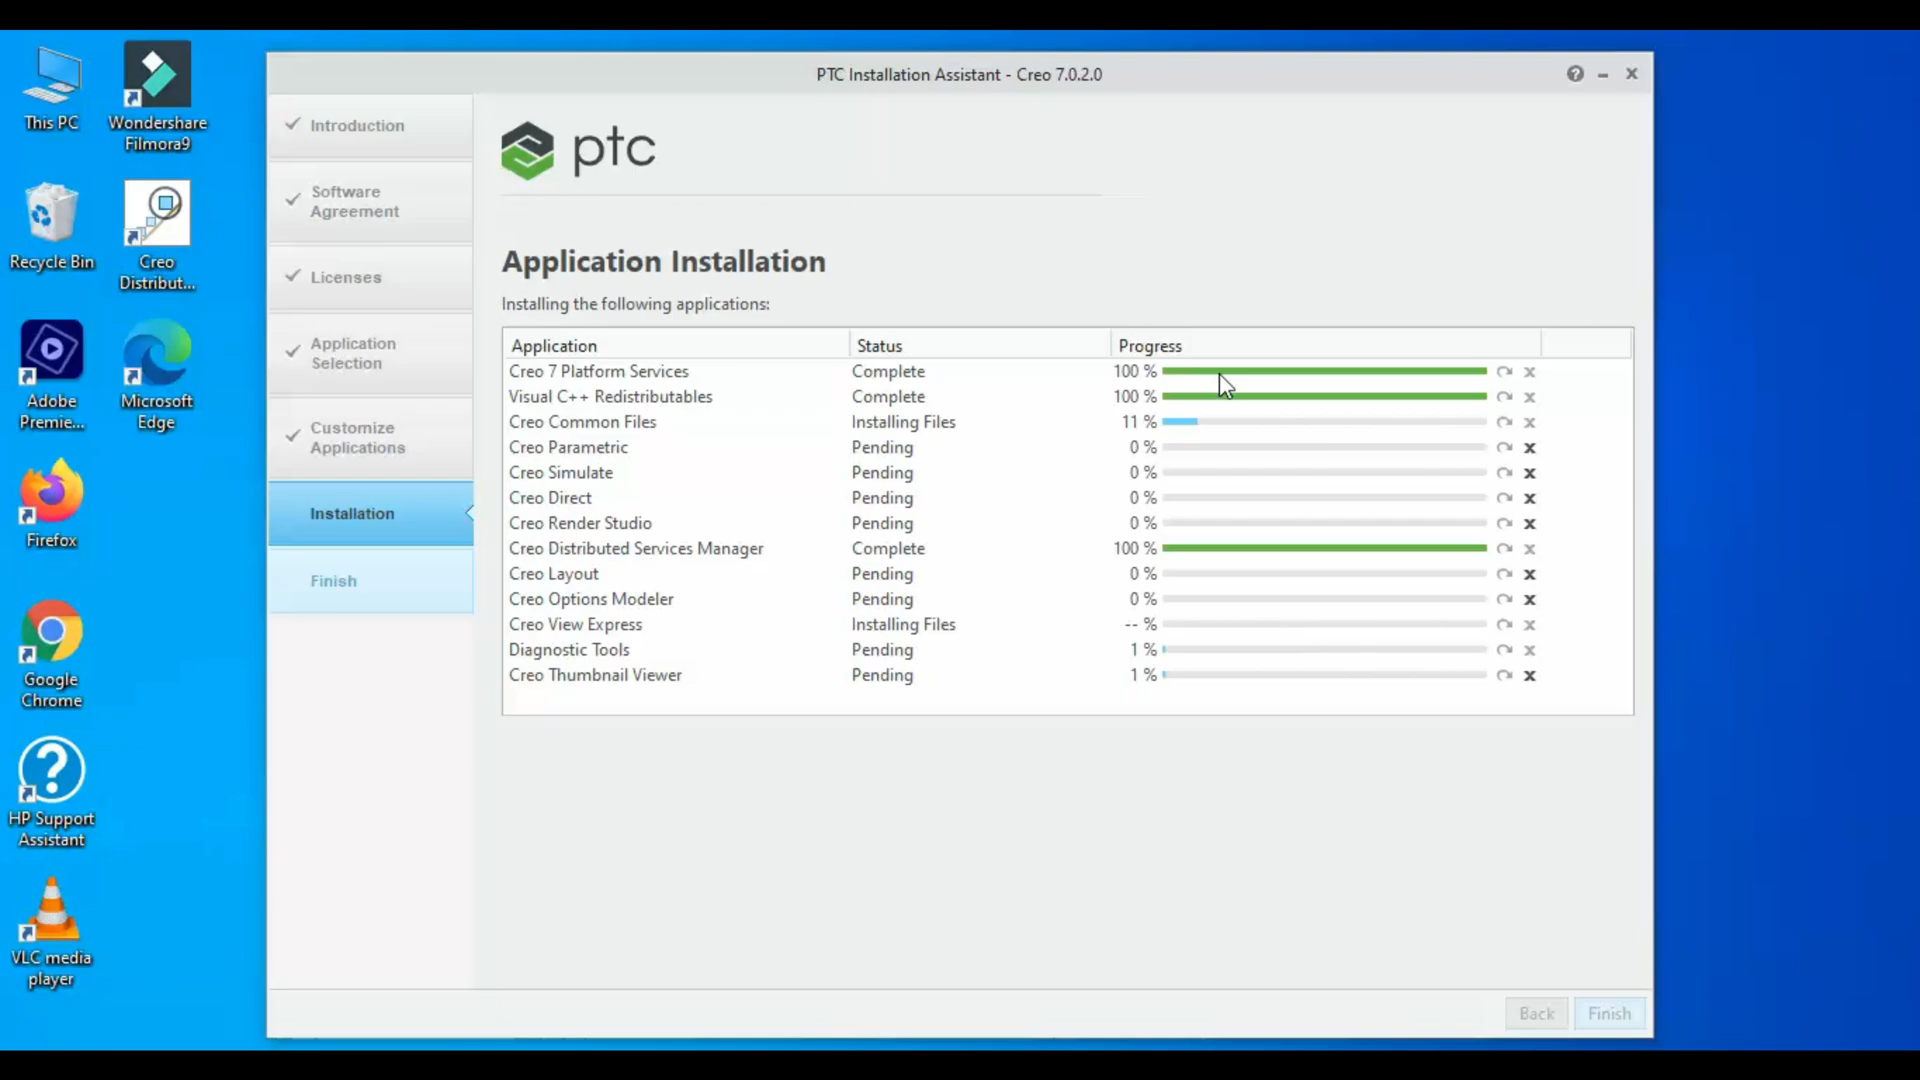 PTC Installation Assistant - Creo 7.0.2.0
This PC
Wondershare
Filmora9
Recycle Bin
Creo
Distribut...
Adobe
Premie...
Microsoft
Edge
Firefox
Google
Chrome
HP Support
Assistant
VLC media
player
Introduction
Software
Agreement
Licenses
Application
Selection
Customize
Applications
Installation
Finish
ptc
Application Installation
Installing the following applications:
Application Status Progress
Creo 7 Platform Services Complete 100 %
Visual C++ Redistributables Complete 100 %
Creo Common Files Installing Files 11 %
Creo Parametric Pending 0 %
Creo Simulate Pending 0 %
Creo Direct Pending 0 %
Creo Render Studio Pending 0 %
Creo Distributed Services Manager Complete 100 %
Creo Layout Pending 0 %
Creo Options Modeler Pending 0 %
Creo View Express Installing Files -- %
Diagnostic Tools Pending 1 %
Creo Thumbnail Viewer Pending 1 %
Back Finish